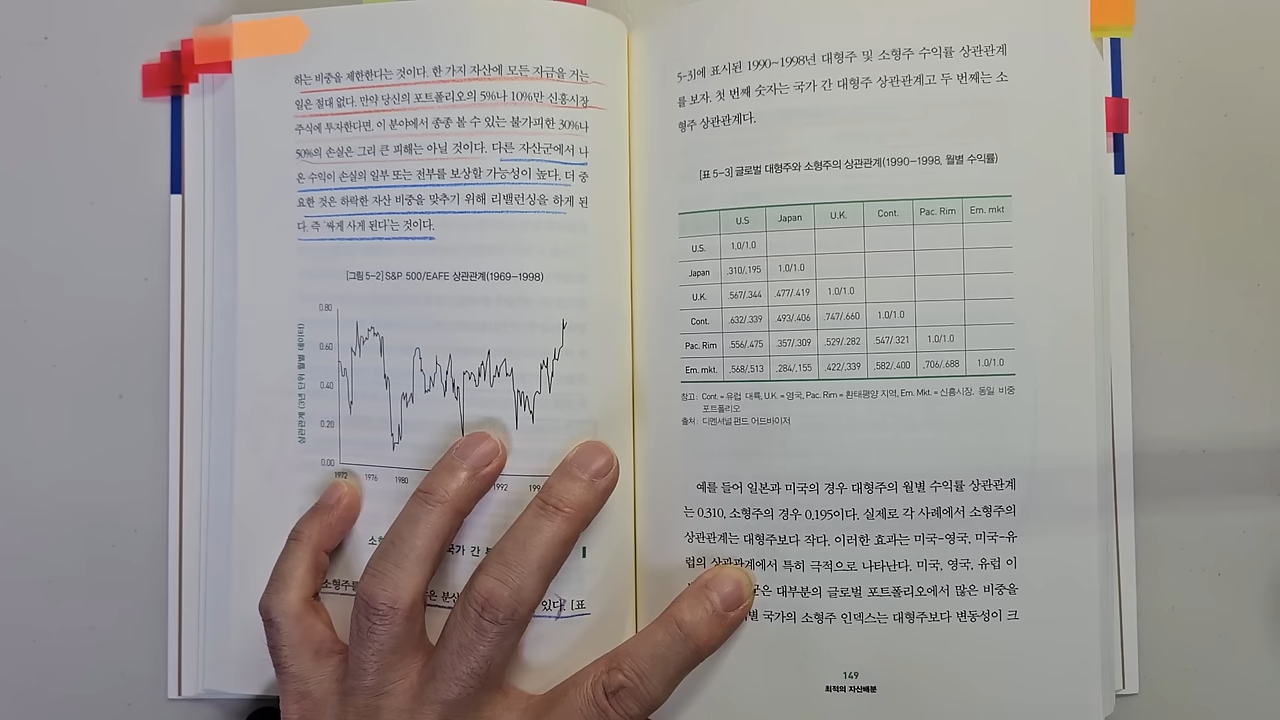 하는 비중을 제한한다는 것이다. 한 가지 자산에 모든 자금을 거는
일은 절대 없다. 만약 당신의 포트폴리오의 5%나 10%만 신흥시장
주식에 투자한다면, 이 분야에서 종종 볼 수 있는 불가피한 30%나
50%의 손실은 그리 큰 피해는 아닐 것이다. 다른 자산군에서 나
온 수익이 손실의 일부 또는 전부를 보상할 가능성이 높다. 더 중
요한 것은 하락한 자산 비중을 맞추기 위해 리밸런싱을 하게 된
다. 즉 '싸게 사게 된다'는 것이다.
[그림 5-2] S&P 500/EAFE 상관관계(1969-1998)
상관관계(3년 단위, 월별 데이터)
0.80
0.60
0.40
0.20
0.00
1972 1976 1980 1992
국가 간
소형주를
은 분산
있다. [표
5-3]에 표시된 1990~1998년 대형주 및 소형주 수익률 상관관계
를 보자. 첫 번째 숫자는 국가 간 대형주 상관관계고 두 번째는 소
형주 상관관계다.
[표 5-3] 글로벌 대형주와 소형주의 상관관계(1990-1998, 월별 수익률)
U.S Japan U.K. Cont. Pac. Rim Em. mkt
U.S. 1.0/1.0
Japan .310/.195 1.0/1.0
U.K. .567/.344 .477/.419 1.0/1.0
Cont. .632/.339 .493/.406 .747/.660 1.0/1.0
Pac. Rim .556/.475 .357/.309 .529/.282 .547/.321 1.0/1.0
Em. mkt. .568/.513 .284/.155 .422/.339 .582/.400 .706/.688 1.0/1.0
참고: Cont. = 유럽 대륙, U.K. = 영국, Pac. Rim = 환태평양 지역, Em. Mkt. = 신흥시장, 동일 비중
포트폴리오
출처: 디멘셔널 펀드 어드바이저
예를 들어 일본과 미국의 경우 대형주의 월별 수익률 상관관계
는 0.310, 소형주의 경우 0.195이다. 실제로 각 사례에서 소형주의
상관관계는 대형주보다 작다. 이러한 효과는 미국-영국, 미국-유
럽의 상관관계에서 특히 극적으로 나타난다. 미국, 영국, 유럽 이
은 대부분의 글로벌 포트폴리오에서 많은 비중을
국가의 소형주 인덱스는 대형주보다 변동성이 크
149
최적의 자산배분